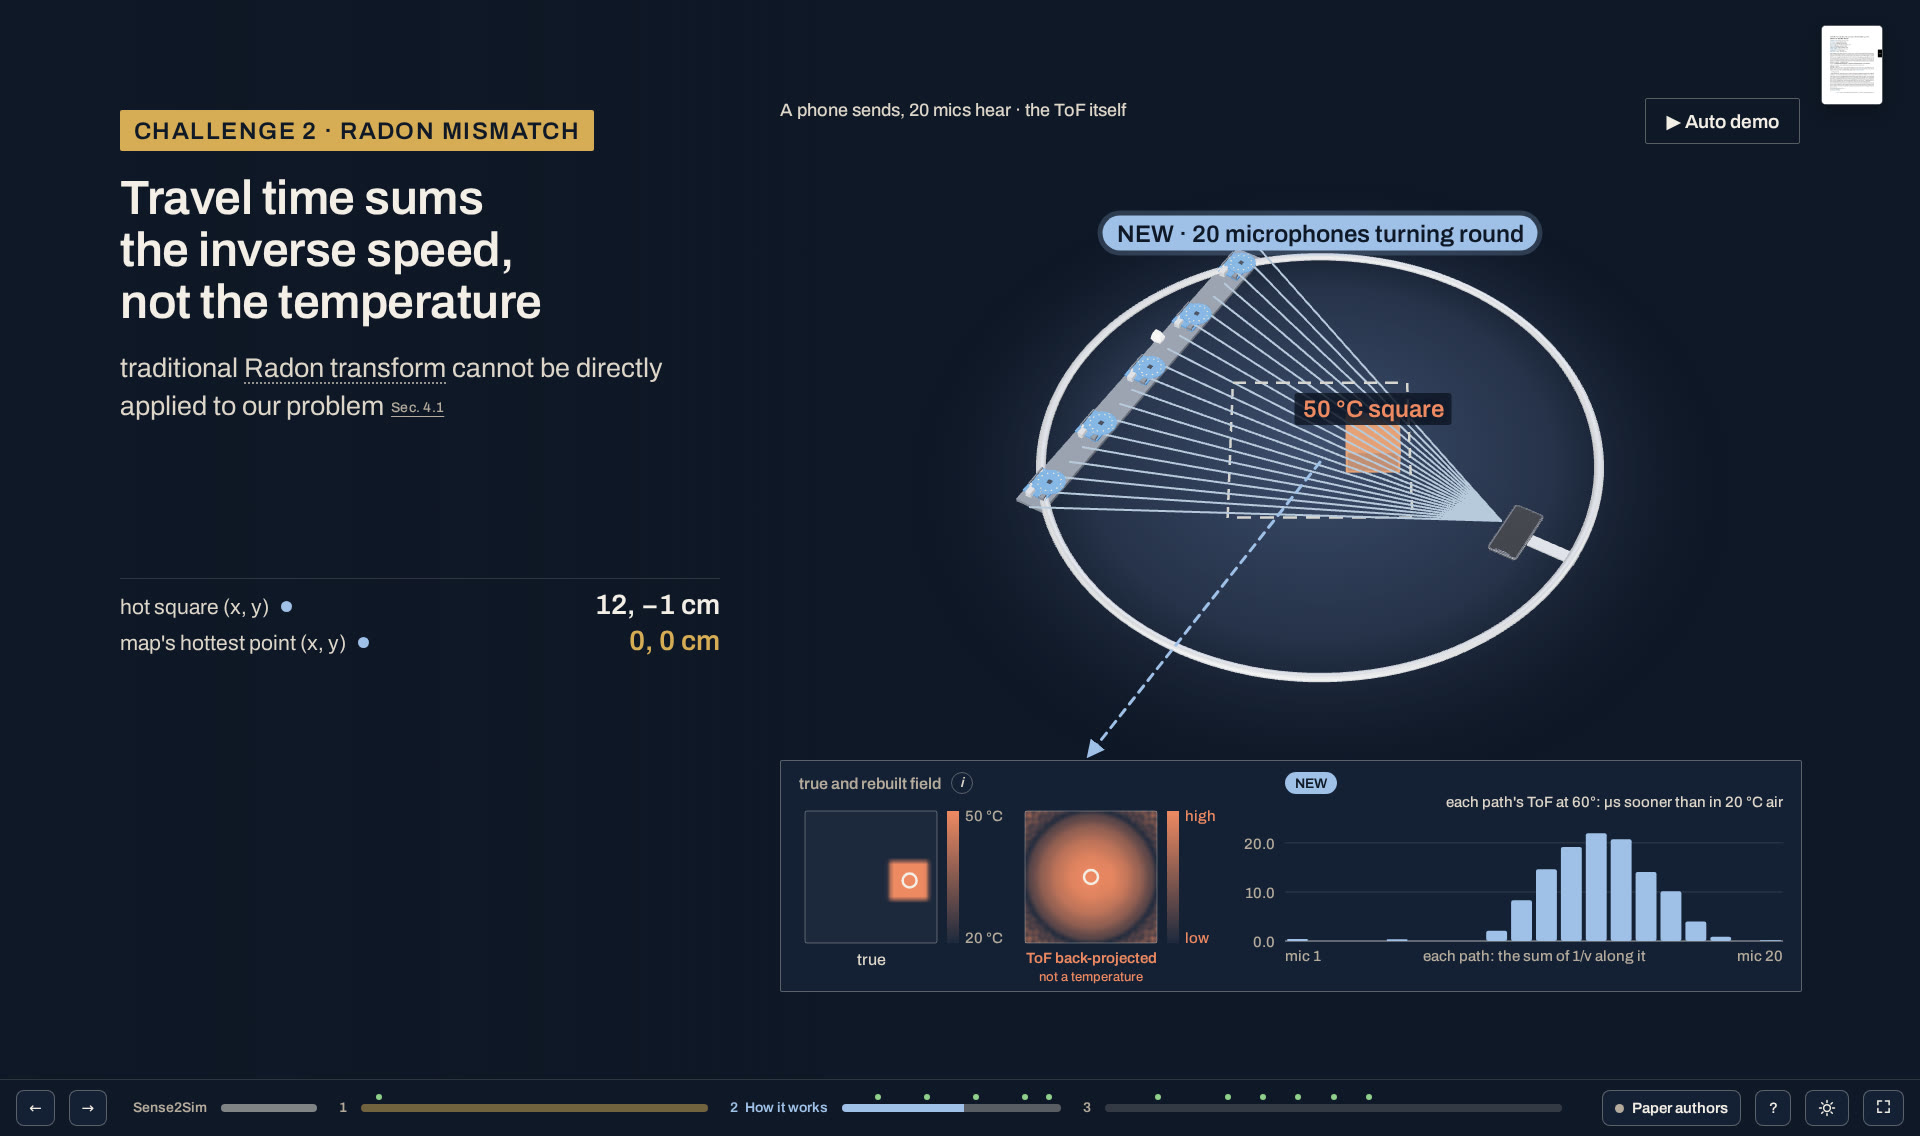 CHALLENGE 2 · RADON MISMATCH
Travel time sums
the inverse speed,
not the temperature
traditional Radon transform cannot be directly
applied to our problem Sec. 4.1
hot square (x, y)
12, −1 cm
map's hottest point (x, y)
0, 0 cm
A phone sends, 20 mics hear · the ToF itself
▶ Auto demo
NEW · 20 microphones turning round
50 °C square
true and rebuilt field i
50 °C
20 °C
true
high
low
ToF back-projected
not a temperature
NEW
each path's ToF at 60°: µs sooner than in 20 °C air
20.0
10.0
0.0
mic 1
each path: the sum of 1/v along it
mic 20
← → Sense2Sim 1 2 How it works 3 Paper authors ?